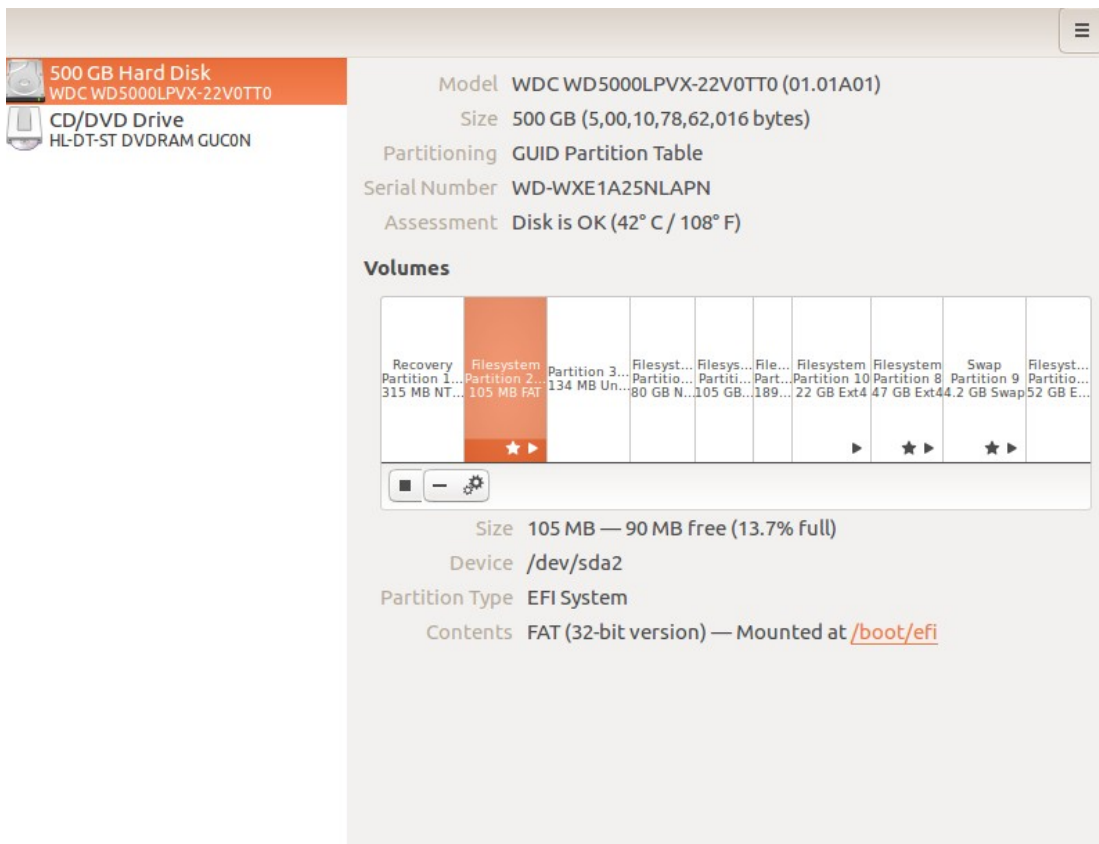 500 GB Hard Disk
WDC WD5000LPVX-22V0TT0
CD/DVD Drive
HL-DT-ST DVDRAM GUC0N
Model WDC WD5000LPVX-22V0TT0 (01.01A01)
Size 500 GB (5,00,10,78,62,016 bytes)
Partitioning GUID Partition Table
Serial Number WD-WXE1A25NLAPN
Assessment Disk is OK (42° C / 108° F)
Volumes
Recovery
Partition 1...
315 MB NT...
Filesystem
Partition 2...
105 MB FAT
Partition 3...
134 MB Un...
Filesyst...
Partitio...
80 GB N...
Filesys...
Partiti...
105 GB...
File...
Part...
189...
Filesystem
Partition 10
22 GB Ext4
Filesystem
Partition 8
47 GB Ext4
Swap
Partition 9
4.2 GB Swap
Filesyst...
Partitio...
52 GB E...
Size 105 MB — 90 MB free (13.7% full)
Device /dev/sda2
Partition Type EFI System
Contents FAT (32-bit version) — Mounted at /boot/efi